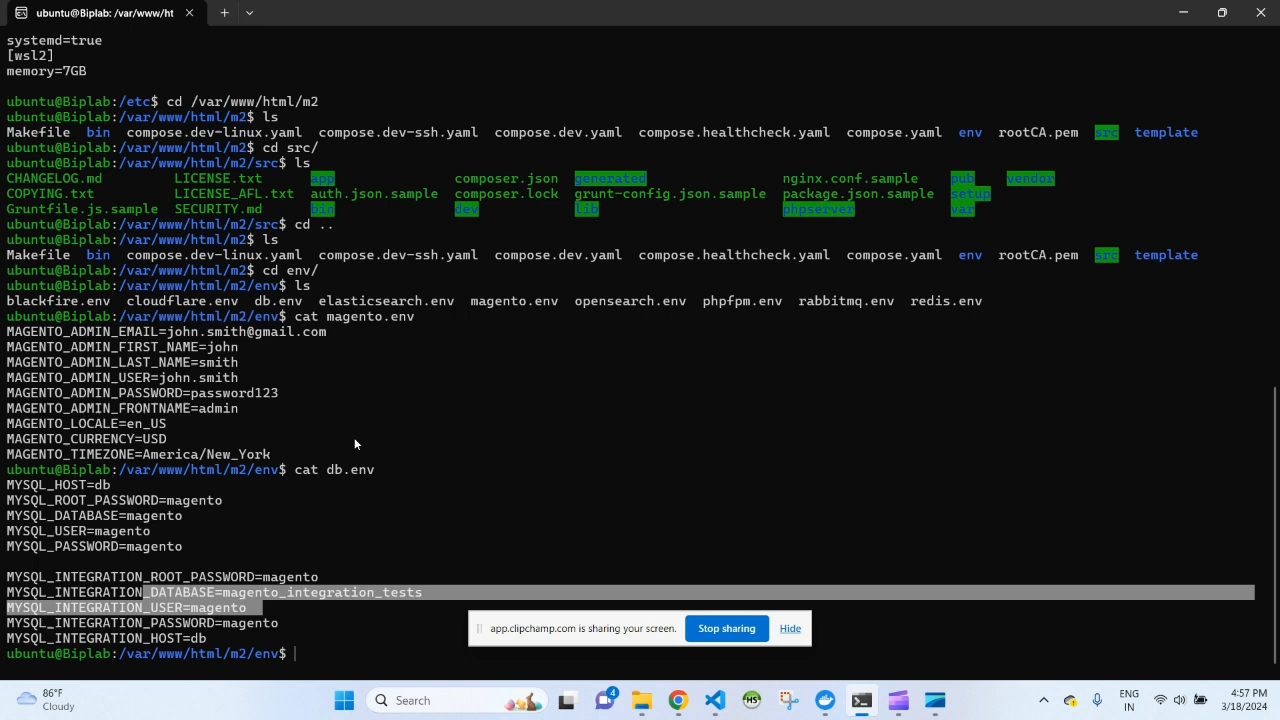 ubuntu@Biplab: /var/www/ht
systemd=true
[wsl2]
memory=7GB
ubuntu@Biplab:/etc$ cd /var/www/html/m2
ubuntu@Biplab:/var/www/html/m2$ ls
Makefile bin compose.dev-linux.yaml compose.dev-ssh.yaml compose.dev.yaml compose.healthcheck.yaml compose.yaml env rootCA.pem src template
ubuntu@Biplab:/var/www/html/m2$ cd src/
ubuntu@Biplab:/var/www/html/m2/src$ ls
CHANGELOG.md LICENSE.txt app composer.json generated nginx.conf.sample pub vendor
COPYING.txt LICENSE_AFL.txt auth.json.sample composer.lock grunt-config.json.sample package.json.sample setup
Gruntfile.js.sample SECURITY.md bin dev lib phpserver var
ubuntu@Biplab:/var/www/html/m2/src$ cd ..
ubuntu@Biplab:/var/www/html/m2$ ls
Makefile bin compose.dev-linux.yaml compose.dev-ssh.yaml compose.dev.yaml compose.healthcheck.yaml compose.yaml env rootCA.pem src template
ubuntu@Biplab:/var/www/html/m2$ cd env/
ubuntu@Biplab:/var/www/html/m2/env$ ls
blackfire.env cloudflare.env db.env elasticsearch.env magento.env opensearch.env phpfpm.env rabbitmq.env redis.env
ubuntu@Biplab:/var/www/html/m2/env$ cat magento.env
MAGENTO_ADMIN_EMAIL=john.smith@gmail.com
MAGENTO_ADMIN_FIRST_NAME=john
MAGENTO_ADMIN_LAST_NAME=smith
MAGENTO_ADMIN_USER=john.smith
MAGENTO_ADMIN_PASSWORD=password123
MAGENTO_ADMIN_FRONTNAME=admin
MAGENTO_LOCALE=en_US
MAGENTO_CURRENCY=USD
MAGENTO_TIMEZONE=America/New_York
ubuntu@Biplab:/var/www/html/m2/env$ cat db.env
MYSQL_HOST=db
MYSQL_ROOT_PASSWORD=magento
MYSQL_DATABASE=magento
MYSQL_USER=magento
MYSQL_PASSWORD=magento
MYSQL_INTEGRATION_ROOT_PASSWORD=magento
MYSQL_INTEGRATION_DATABASE=magento_integration_tests
MYSQL_INTEGRATION_USER=magento
MYSQL_INTEGRATION_PASSWORD=magento
MYSQL_INTEGRATION_HOST=db
ubuntu@Biplab:/var/www/html/m2/env$
app.clipchamp.com is sharing your screen. Stop sharing Hide
86°F
Cloudy
Search
4
HS
ENG
IN
4:57 PM
3/18/2024